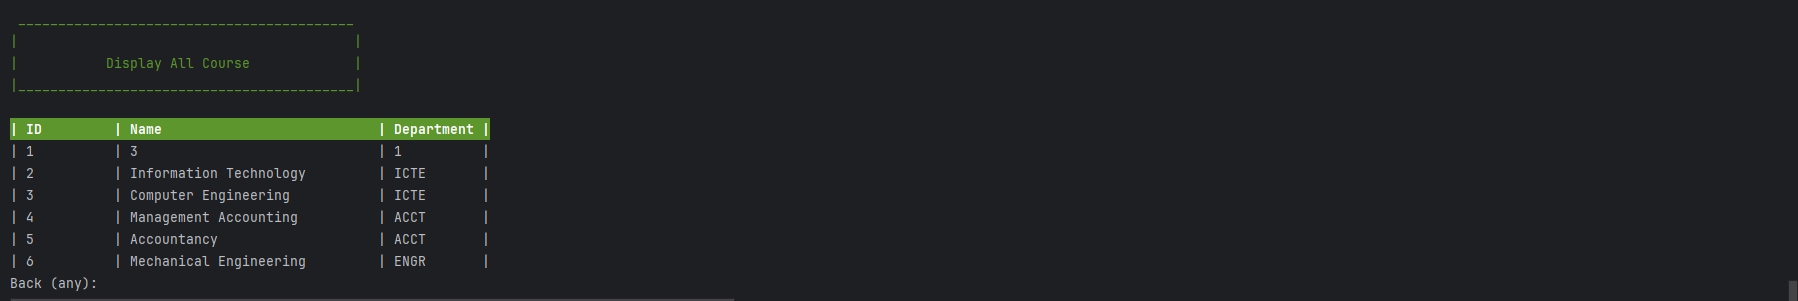 Display All Course
| ID | Name | Department |
| 1 | 3 | 1 |
| 2 | Information Technology | ICTE |
| 3 | Computer Engineering | ICTE |
| 4 | Management Accounting | ACCT |
| 5 | Accountancy | ACCT |
| 6 | Mechanical Engineering | ENGR |
Back (any):